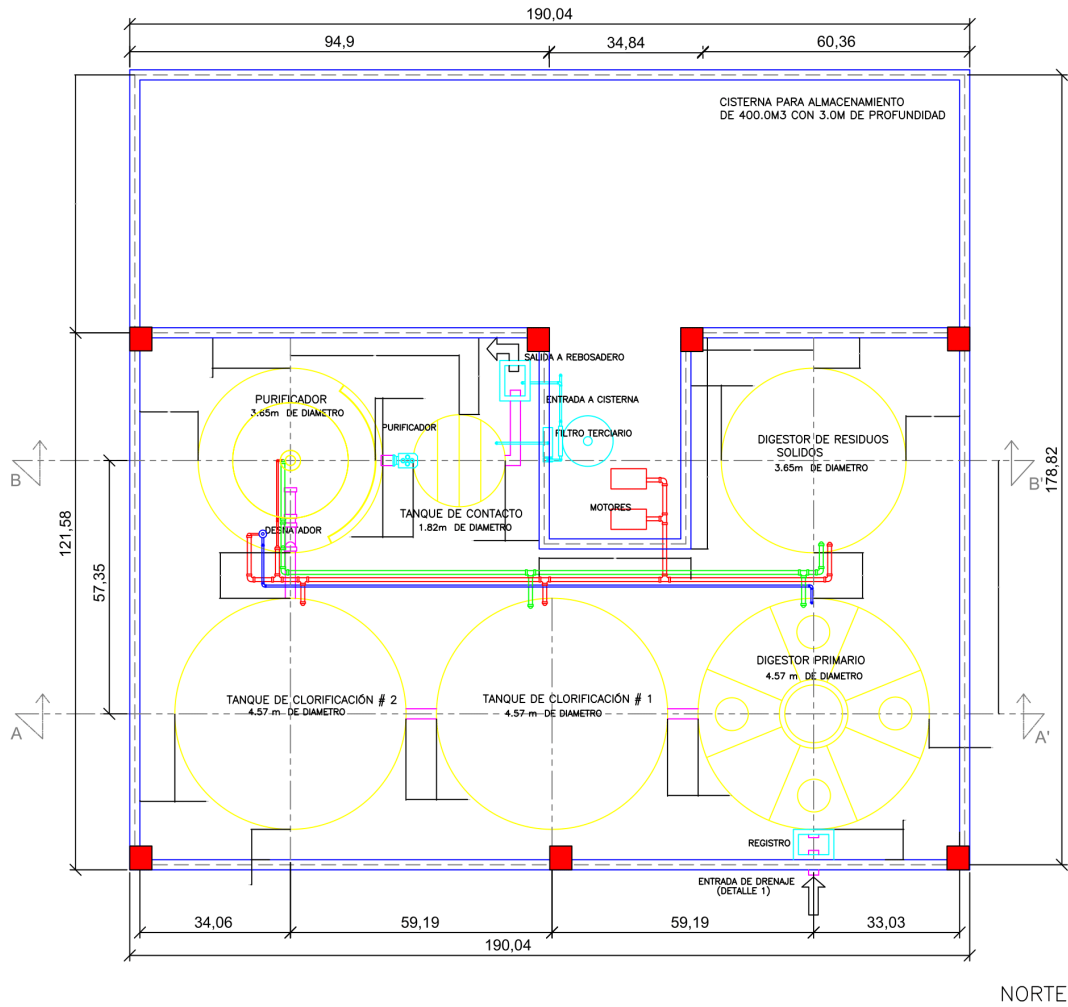 190,04
94,9
34,84
60,36
CISTERNA PARA ALMACENAMIENTO
DE 400.0M3 CON 3.0M DE PROFUNDIDAD
SALIDA A REBOSADERO
PURIFICADOR
3.65m DE DIAMETRO
ENTRADA A CISTERNA
PURIFICADOR
FILTRO TERCIARIO
DIGESTOR DE RESIDUOS
SOLIDOS
3.65m DE DIAMETRO
B
B'
178,82
TANQUE DE CONTACTO
1.82m DE DIAMETRO
MOTORES
DESNATADOR
121,58
57,35
DIGESTOR PRIMARIO
4.57 m DE DIAMETRO
TANQUE DE CLORIFICACIÓN # 2
4.57 m DE DIAMETRO
TANQUE DE CLORIFICACIÓN # 1
4.57 m DE DIAMETRO
A
A'
REGISTRO
ENTRADA DE DRENAJE
(DETALLE 1)
34,06
59,19
59,19
33,03
190,04
NORTE